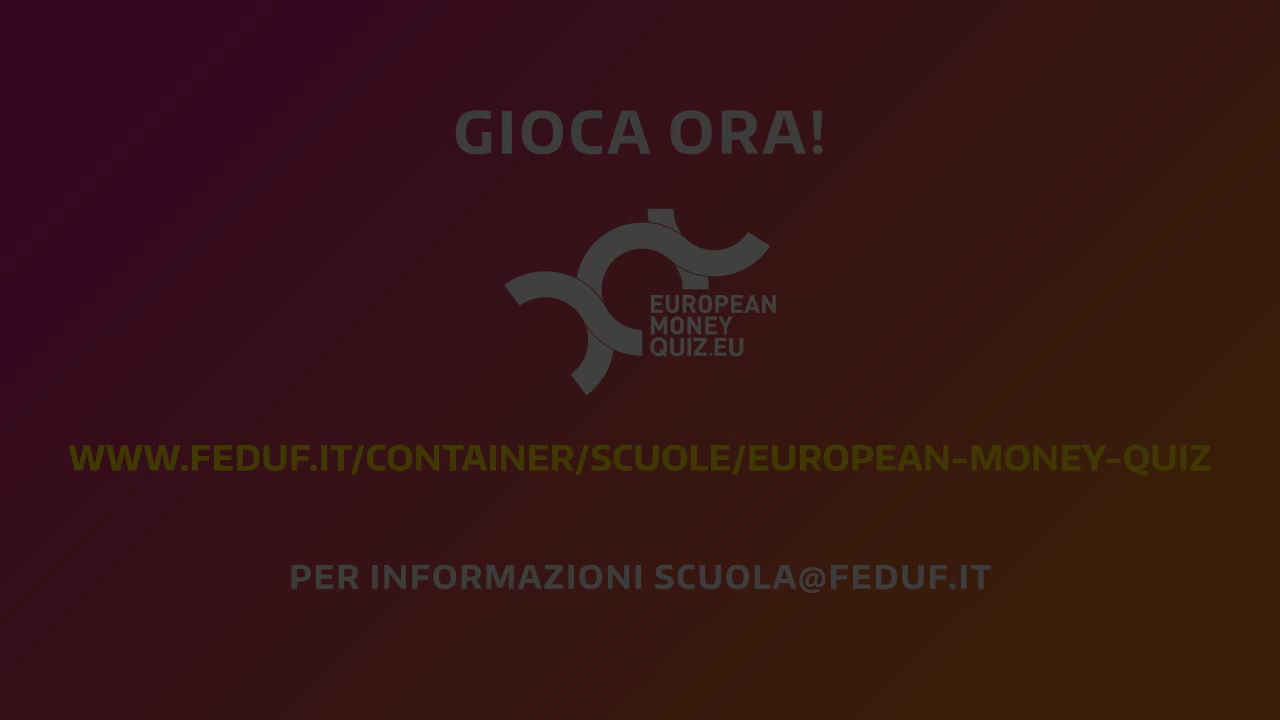 GIOCA ORA!
EUROPEAN
MONEY
QUIZ.EU
WWW.FEDUF.IT/CONTAINER/SCUOLE/EUROPEAN-MONEY-QUIZ
PER INFORMAZIONI SCUOLA@FEDUF.IT